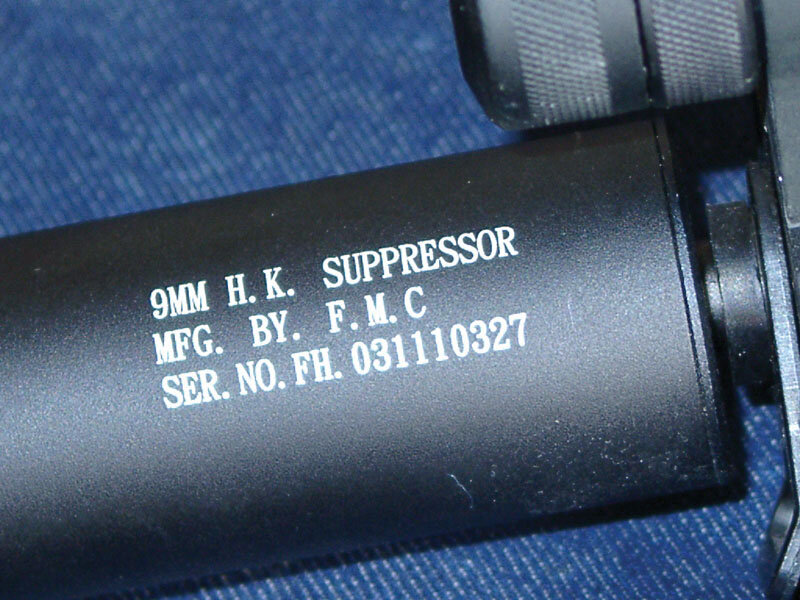 9MM H.K. SUPPRESSOR
MFG. BY. F.M.C
SER.NO.FH.031110327